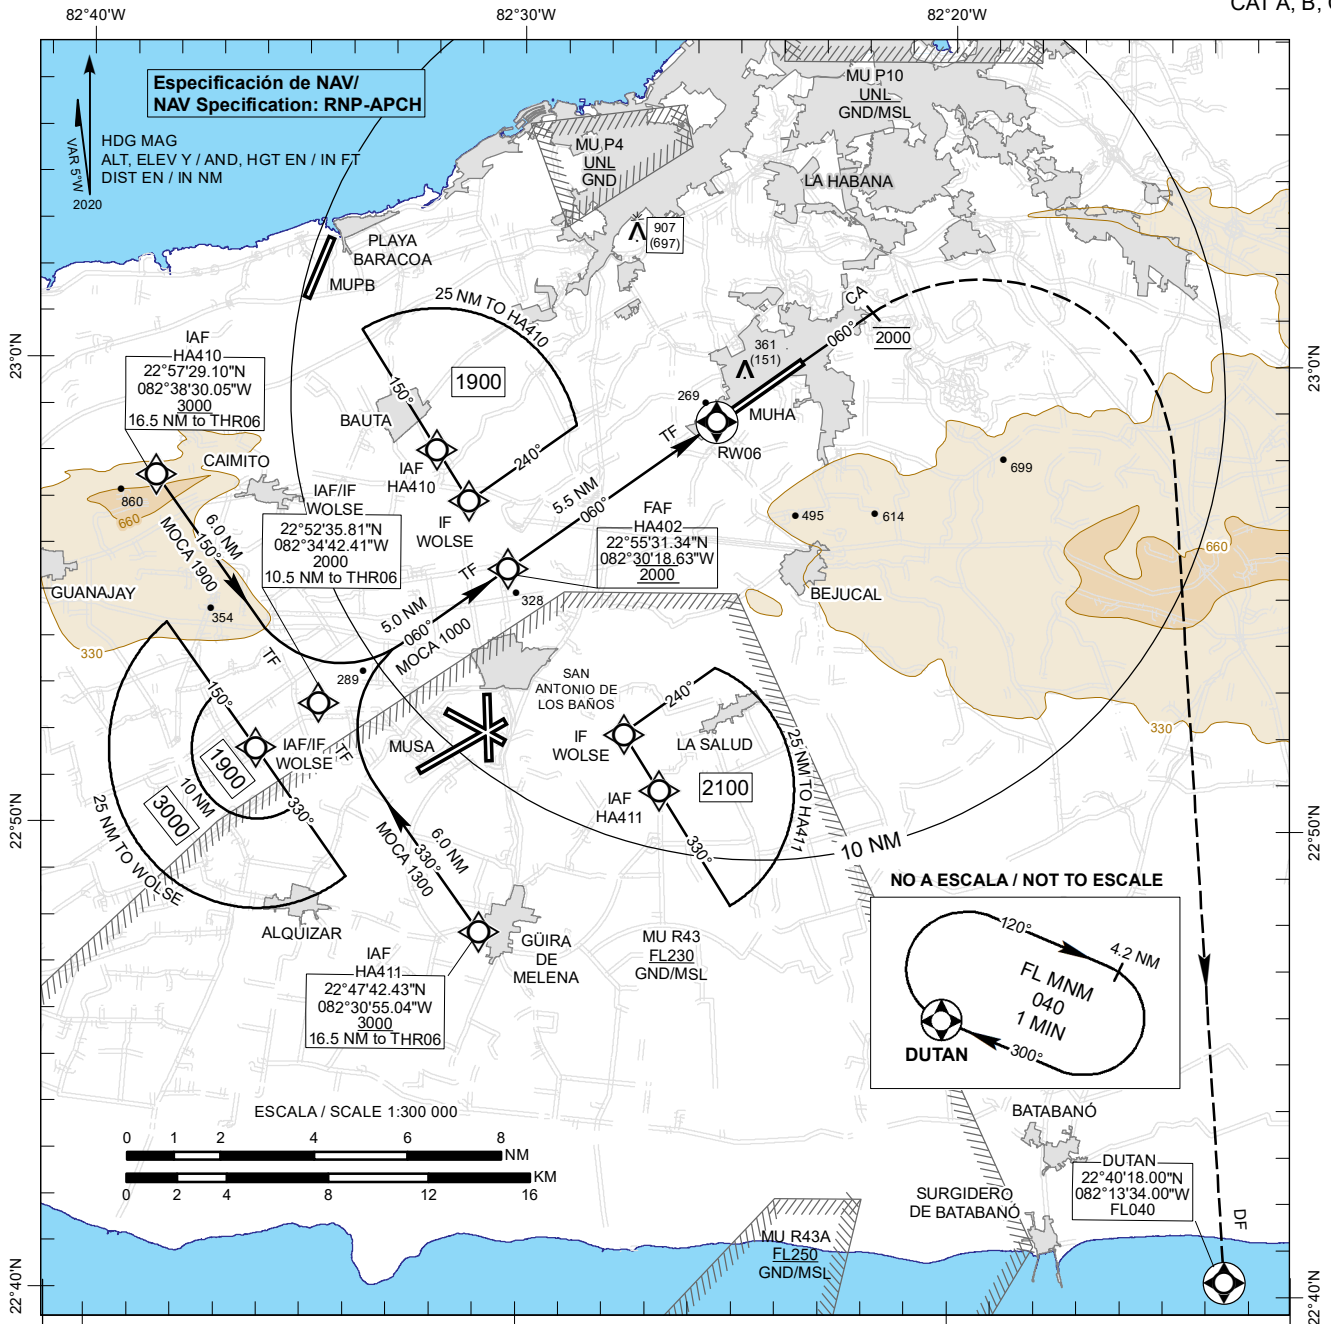 CAT A, B,
82°40'W
82°30'W
82°20'W
Especificación de NAV/
NAV Specification: RNP-APCH
VAR 5°W
2020
HDG MAG
ALT, ELEV Y / AND, HGT EN / IN FT
DIST EN / IN NM
MU P10
UNL
GND/MSL
MU P4
UNL
GND
LA HABANA
907
(697)
PLAYA
BARACOA
MUPB
25 NM TO HA410
150°
1900
240°
IAF
HA410
IF
WOLSE
BAUTA
CA
060°
2000
361
(151)
269
MUHA
RW06
TF
23°0'N
23°0'N
IAF
HA410
22°57'29.10"N
082°38'30.05"W
3000
16.5 NM to THR06
CAIMITO
860
660
6.0 NM
150°
MOCA 1900
GUANAJAY
354
330
TF
IAF/IF
WOLSE
22°52'35.81"N
082°34'42.41"W
2000
10.5 NM to THR06
5.5 NM
060°
TF
FAF
HA402
22°55'31.34"N
082°30'18.63"W
2000
328
5.0 NM
060°
MOCA 1000
289
699
495
614
660
BEJUCAL
330
SAN
ANTONIO DE
LOS BAÑOS
MUSA
150°
IAF/IF
WOLSE
1900
10 NM
3000
330°
25 NM TO WOLSE
TF
240°
IF
WOLSE
LA SALUD
2100
IAF
HA411
330°
25 NM TO HA411
10 NM
22°50'N
22°50'N
6.0 NM
330°
MOCA 1300
ALQUIZAR
GÜIRA
DE
MELENA
IAF
HA411
22°47'42.43"N
082°30'55.04"W
3000
16.5 NM to THR06
MU R43
FL230
GND/MSL
NO A ESCALA / NOT TO ESCALE
120°
4.2 NM
FL MNM
040
1 MIN
300°
DUTAN
ESCALA / SCALE 1:300 000
0 1 2 4 6 8 NM
0 2 4 8 12 16 KM
BATABANÓ
SURGIDERO
DE BATABANÓ
DUTAN
22°40'18.00"N
082°13'34.00"W
FL040
DF
MU R43A
FL250
GND/MSL
22°40'N
22°40'N